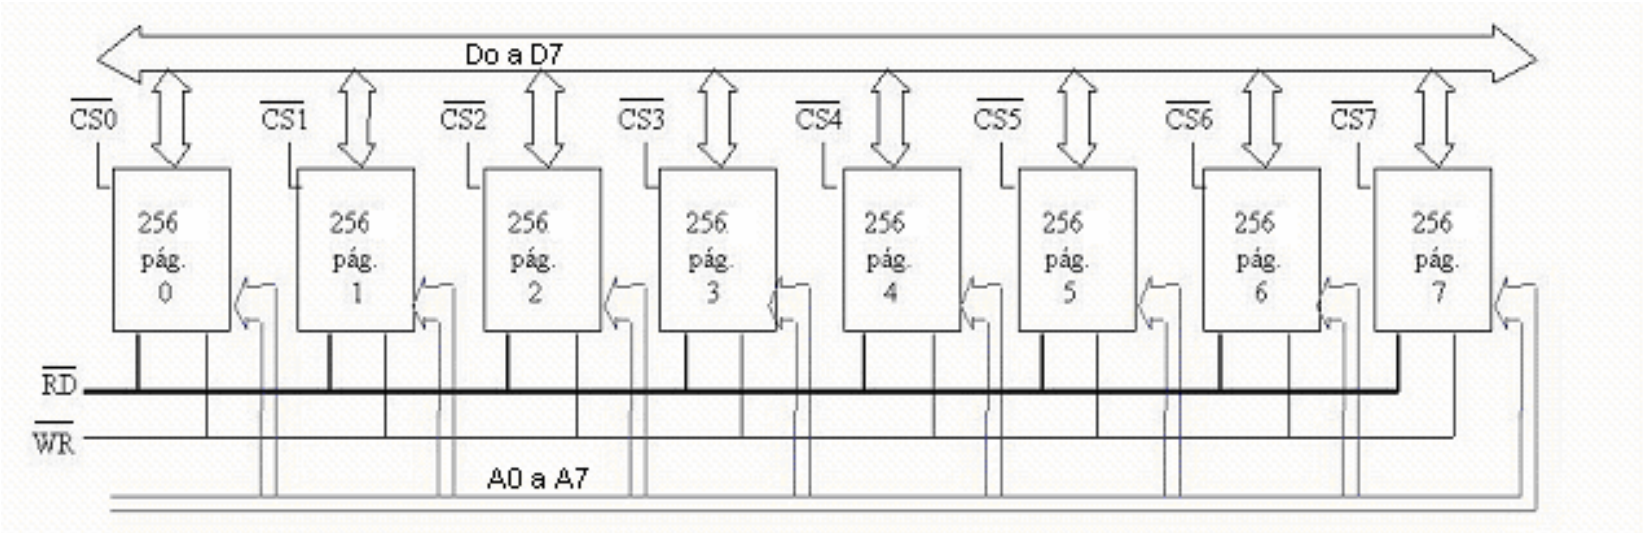 Do a D7
CS0 CS1 CS2 CS3 CS4 CS5 CS6 CS7
256 256 256 256 256 256 256 256
pág. pág. pág. pág. pág. pág. pág. pág.
0 1 2 3 4 5 6 7
RD
WR
A0 a A7